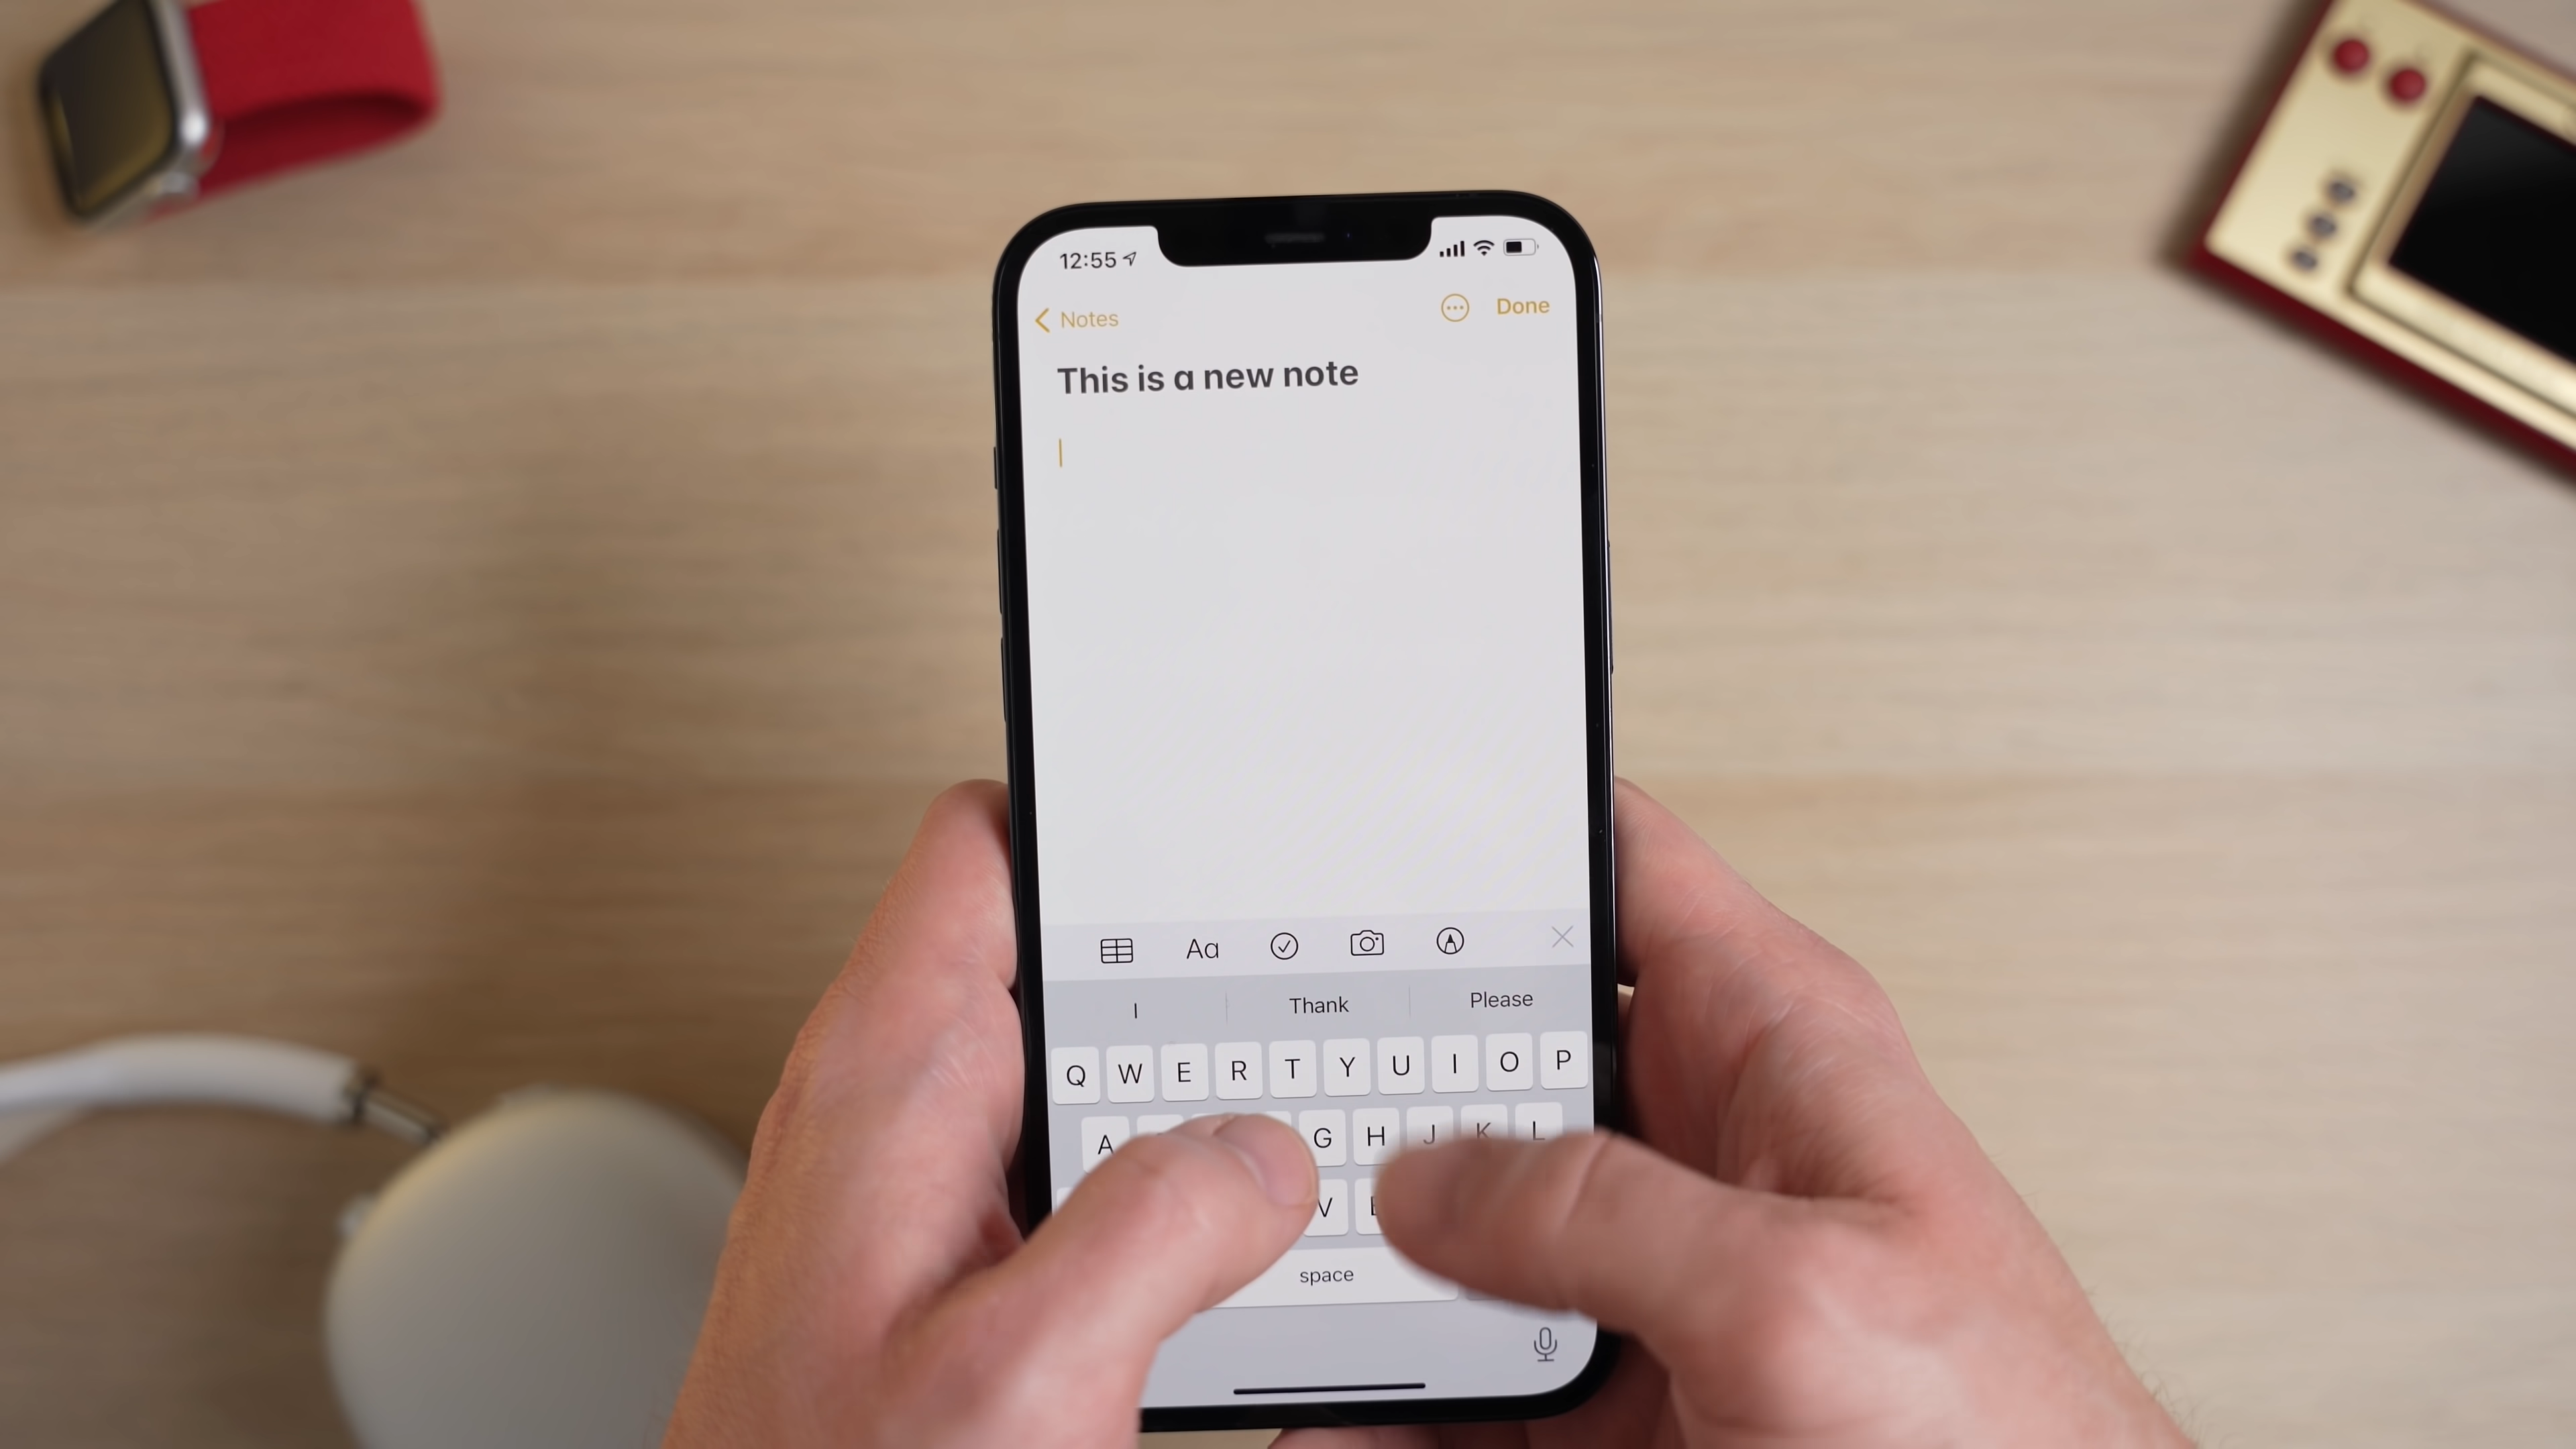 12:55
Notes
Done
This is a new note
Aa
I Thank Please
Q W E R T Y U I O P
A G H J K L
V
space